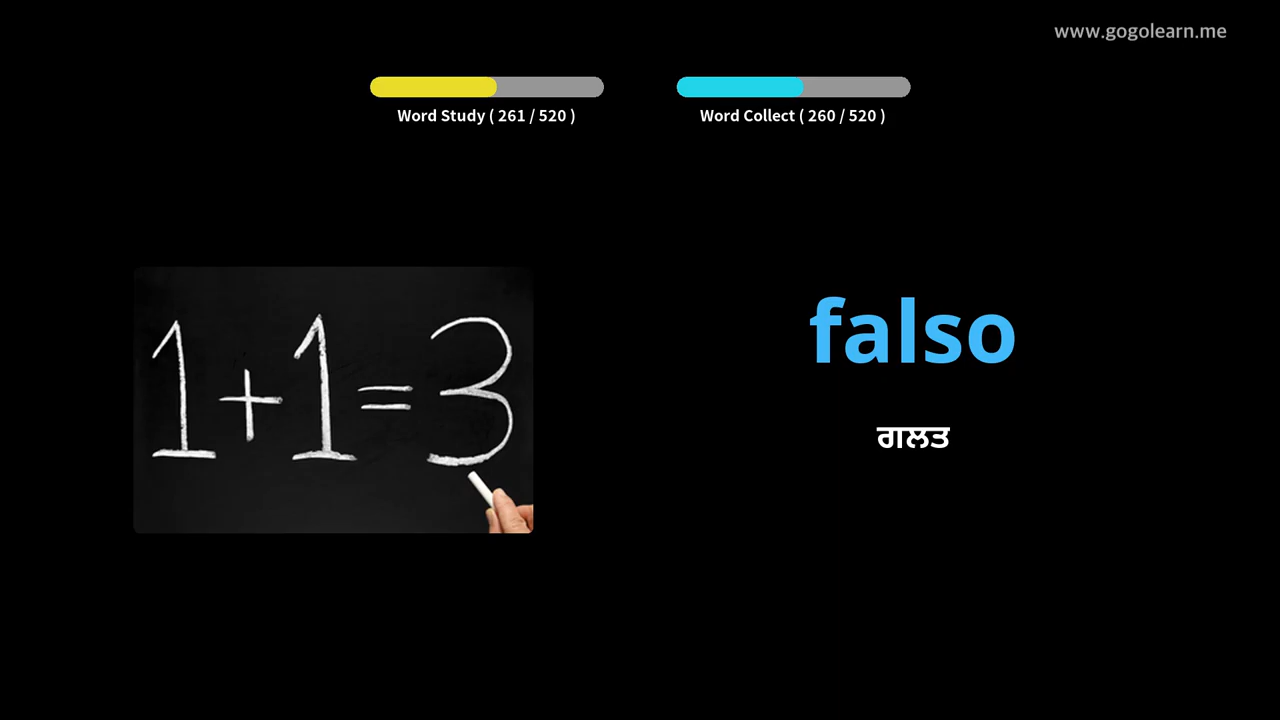 www.gogolearn.me
Word Study ( 261 / 520 )
Word Collect ( 260 / 520 )
1+1=3
falso
ਗਲਤ